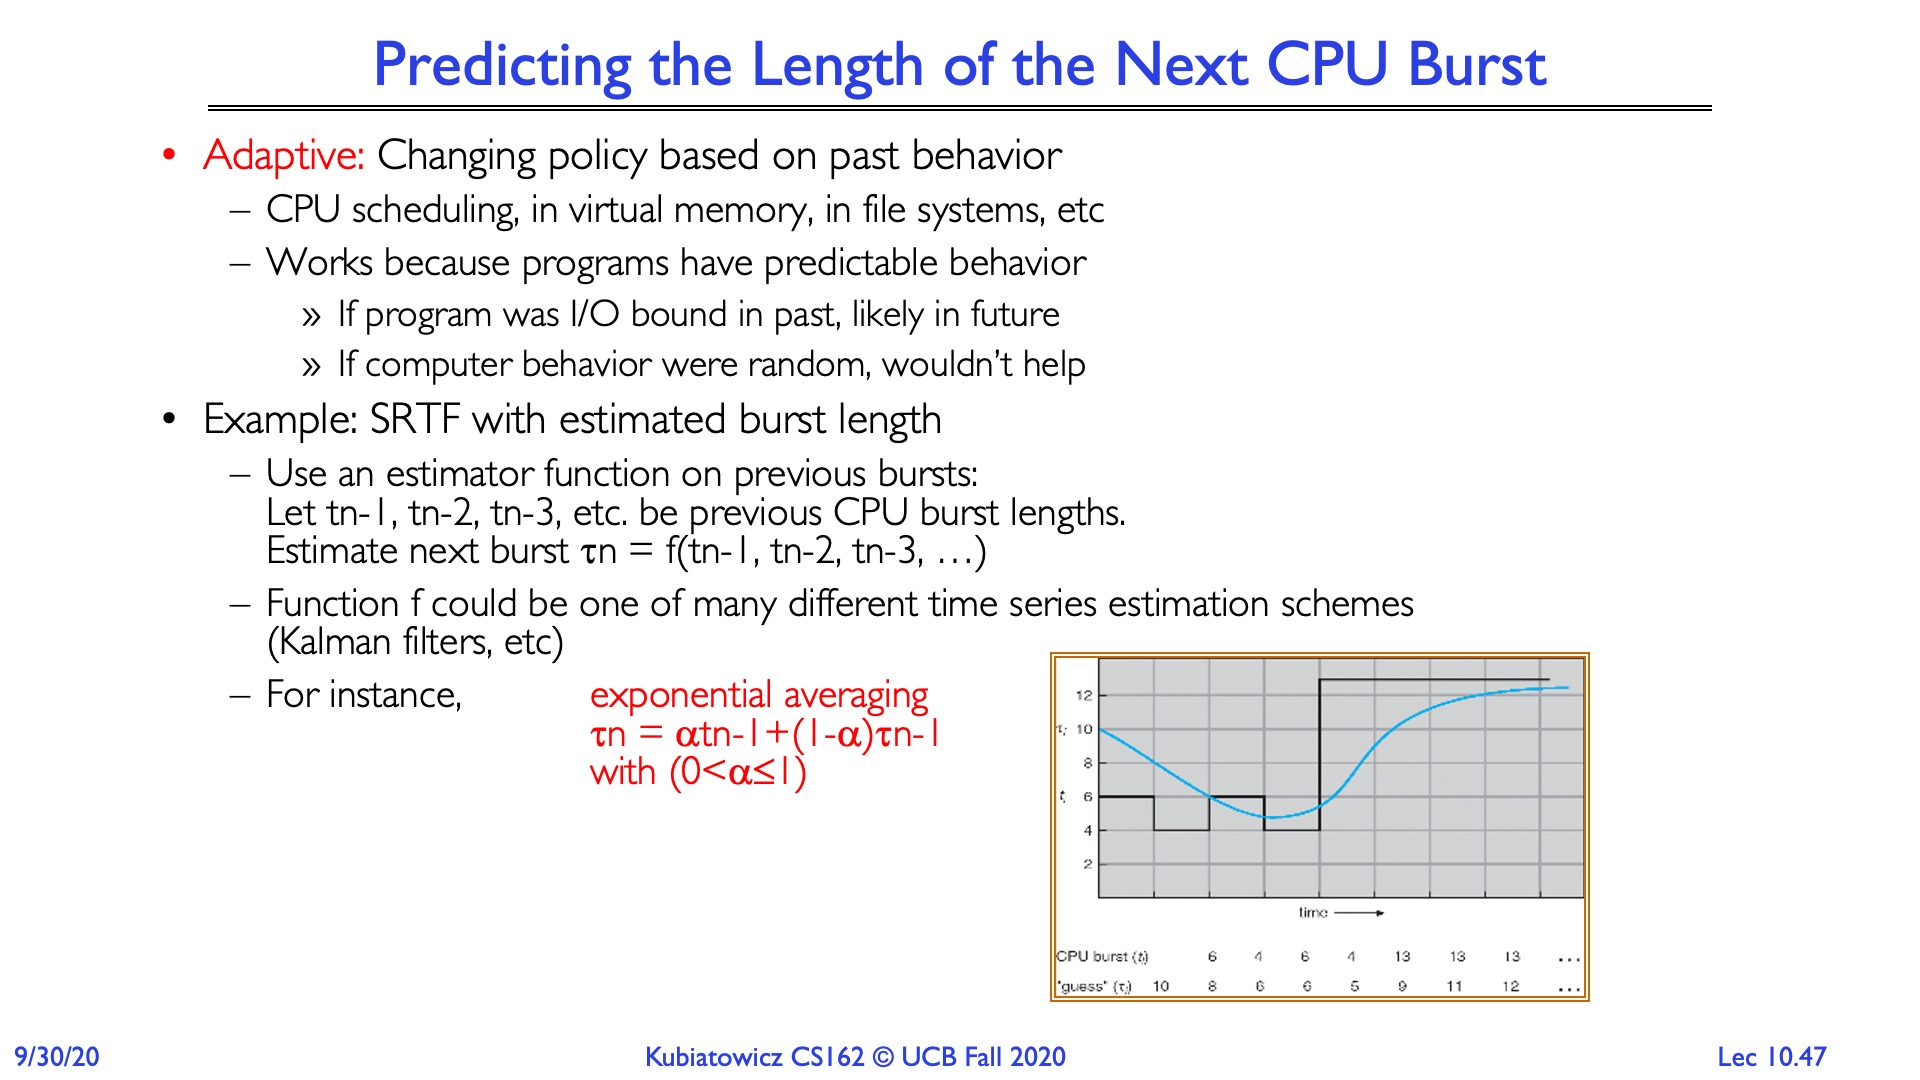 Predicting the Length of the Next CPU Burst
• Adaptive: Changing policy based on past behavior
– CPU scheduling, in virtual memory, in file systems, etc
– Works because programs have predictable behavior
» If program was I/O bound in past, likely in future
» If computer behavior were random, wouldn't help
• Example: SRTF with estimated burst length
– Use an estimator function on previous bursts:
Let tn-1, tn-2, tn-3, etc. be previous CPU burst lengths.
Estimate next burst τn = f(tn-1, tn-2, tn-3, …)
– Function f could be one of many different time series estimation schemes
(Kalman filters, etc)
– For instance, exponential averaging
τn = αtn-1+(1-α)τn-1
with (0<α≤1)
12
τi 10
8
ti 6
4
2
time
CPU burst (ti) 6 4 6 4 13 13 13 ...
"guess" (τi) 10 8 6 6 5 9 11 12 ...
9/30/20
Kubiatowicz CS162 © UCB Fall 2020
Lec 10.47